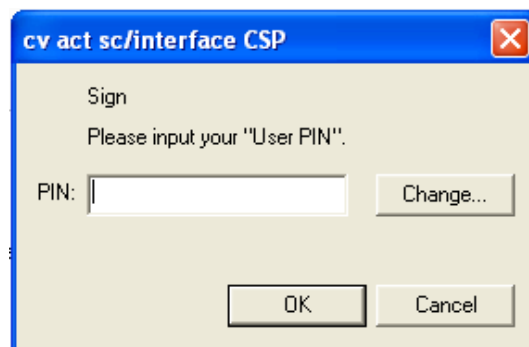 cv act sc/interface CSP
Sign
Please input your "User PIN".
PIN:
Change...
OK
Cancel